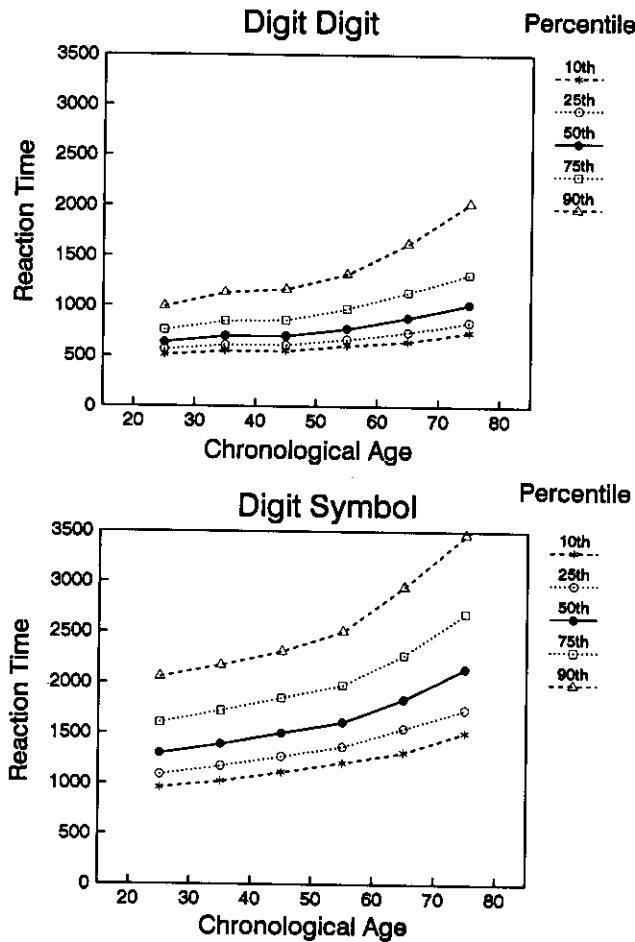 Digit Digit
Percentile
10th
25th
50th
75th
90th
3500
3000
2500
2000
1500
1000
500
0
Reaction Time
20 30 40 50 60 70 80
Chronological Age
Digit Symbol
Percentile
10th
25th
50th
75th
90th
3500
3000
2500
2000
1500
1000
500
0
Reaction Time
20 30 40 50 60 70 80
Chronological Age